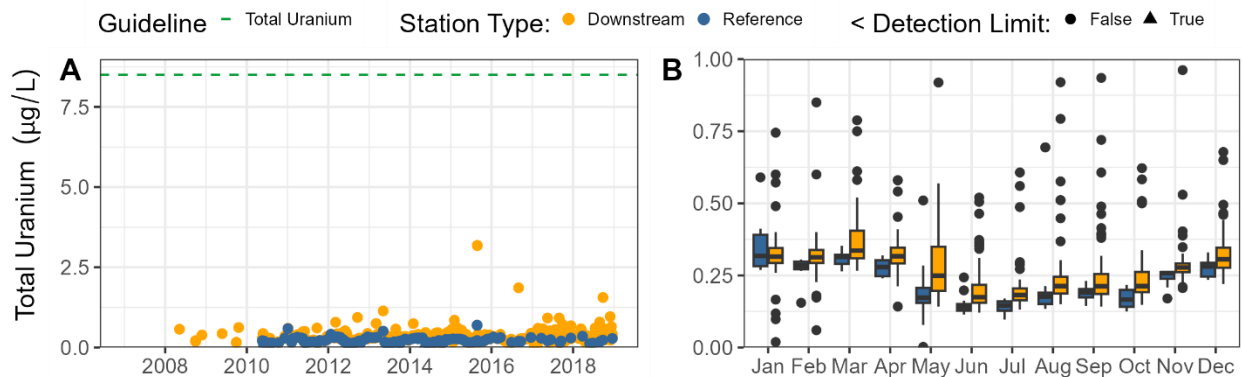 Guideline Total Uranium Station Type: Downstream Reference < Detection Limit: False True
A
Total Uranium (µg/L)
7.5
5.0
2.5
0.0
2008 2010 2012 2014 2016 2018
B
1.00
0.75
0.50
0.25
0.00
Jan Feb Mar Apr May Jun Jul Aug Sep Oct Nov Dec